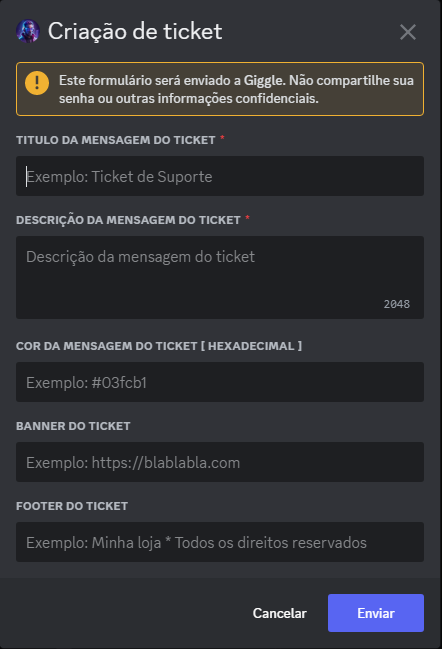 Criação de ticket
Este formulário será enviado a Giggle. Não compartilhe sua
senha ou outras informações confidenciais.
TITULO DA MENSAGEM DO TICKET *
Exemplo: Ticket de Suporte
DESCRIÇÃO DA MENSAGEM DO TICKET *
Descrição da mensagem do ticket
2048
COR DA MENSAGEM DO TICKET [ HEXADECIMAL ]
Exemplo: #03fcb1
BANNER DO TICKET
Exemplo: https://blablabla.com
FOOTER DO TICKET
Exemplo: Minha loja * Todos os direitos reservados
Cancelar
Enviar